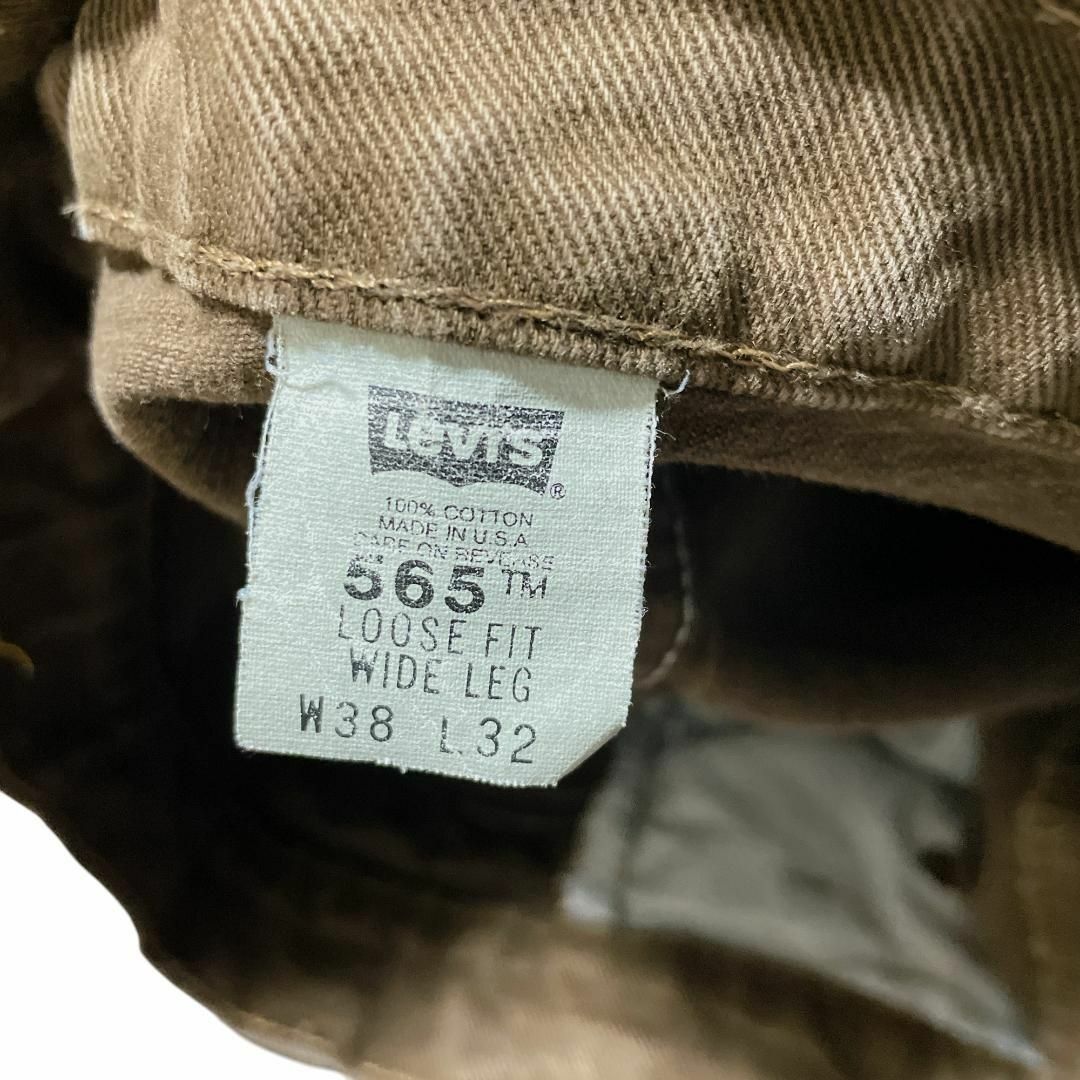 Levi's ®
100% COTTON
MADE IN U.S.A
CARE ON REVERSE
565™
LOOSE FIT
WIDE LEG
W38 L32